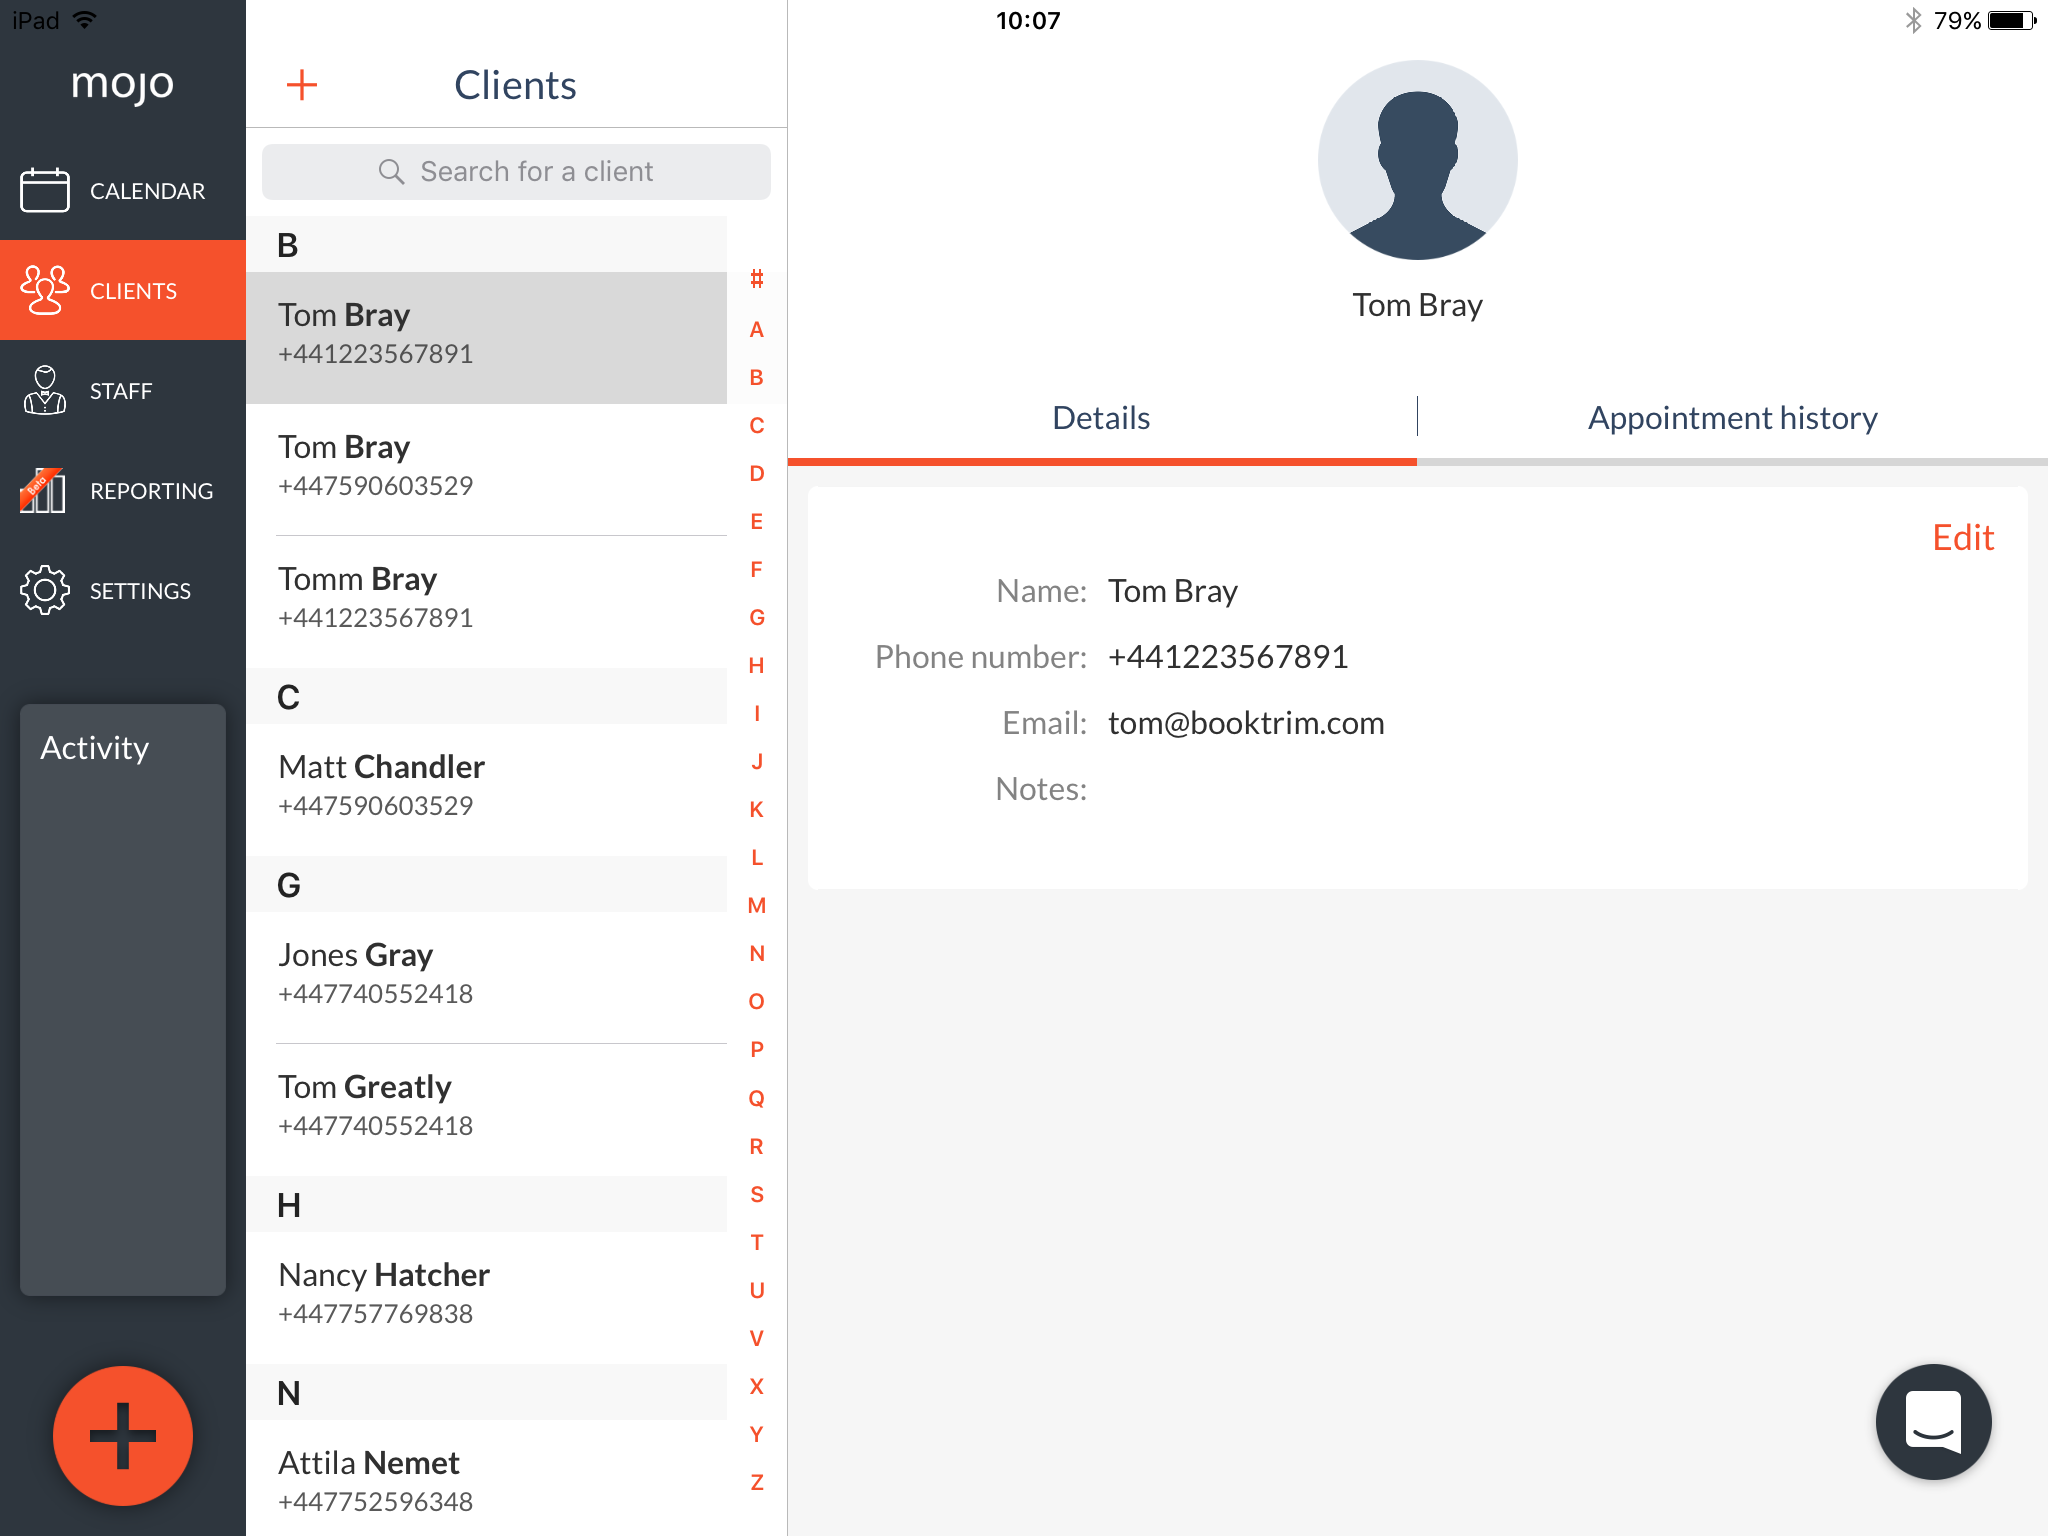 iPad
10:07
79%
mojo
CALENDAR
CLIENTS
STAFF
Beta
REPORTING
SETTINGS
Activity
Clients
Search for a client
B
Tom Bray
+441223567891
Tom Bray
+447590603529
Tomm Bray
+441223567891
C
Matt Chandler
+447590603529
G
Jones Gray
+447740552418
Tom Greatly
+447740552418
H
Nancy Hatcher
+447757769838
N
Attila Nemet
+447752596348
#
A
B
C
D
E
F
G
H
I
J
K
L
M
N
O
P
Q
R
S
T
U
V
X
Y
Z
Tom Bray
Details
Appointment history
Edit
Name: Tom Bray
Phone number: +441223567891
Email: tom@booktrim.com
Notes: